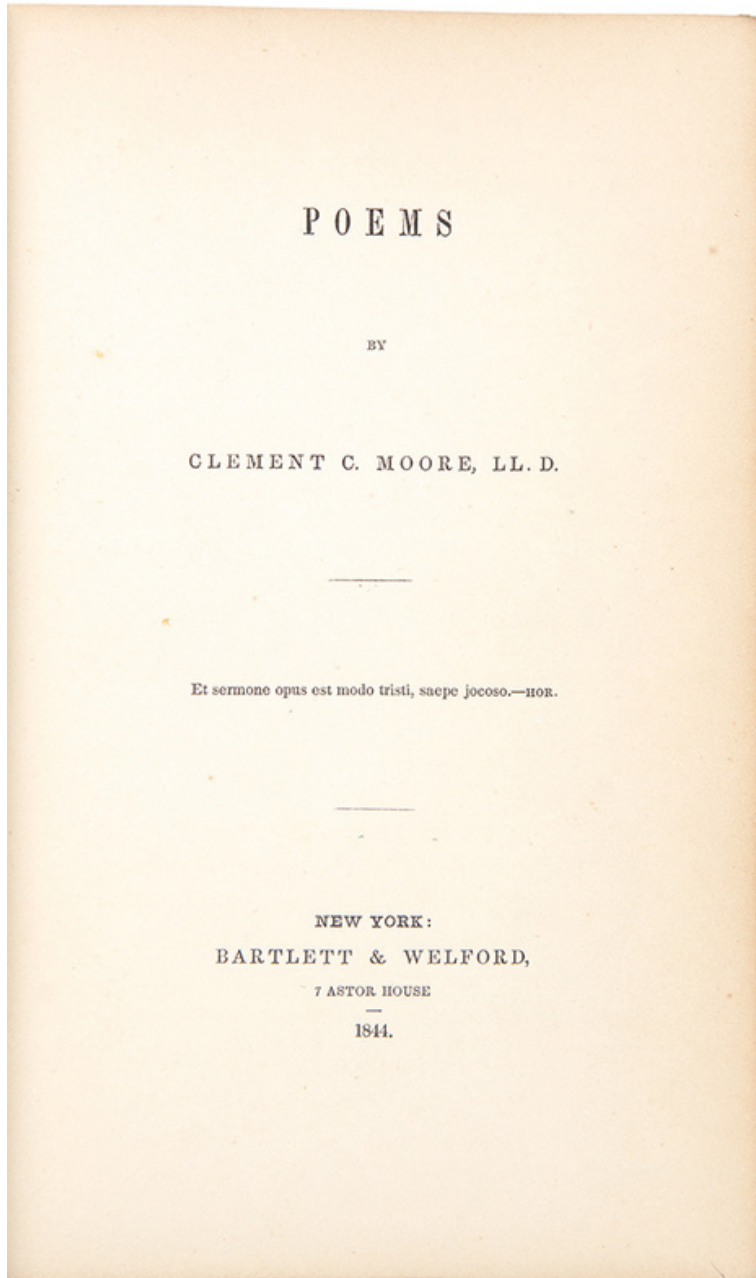 POEMS
BY
CLEMENT C. MOORE, LL. D.
Et sermone opus est modo tristi, saepe jocoso.—HOR.
NEW YORK:
BARTLETT & WELFORD,
7 ASTOR HOUSE
1844.